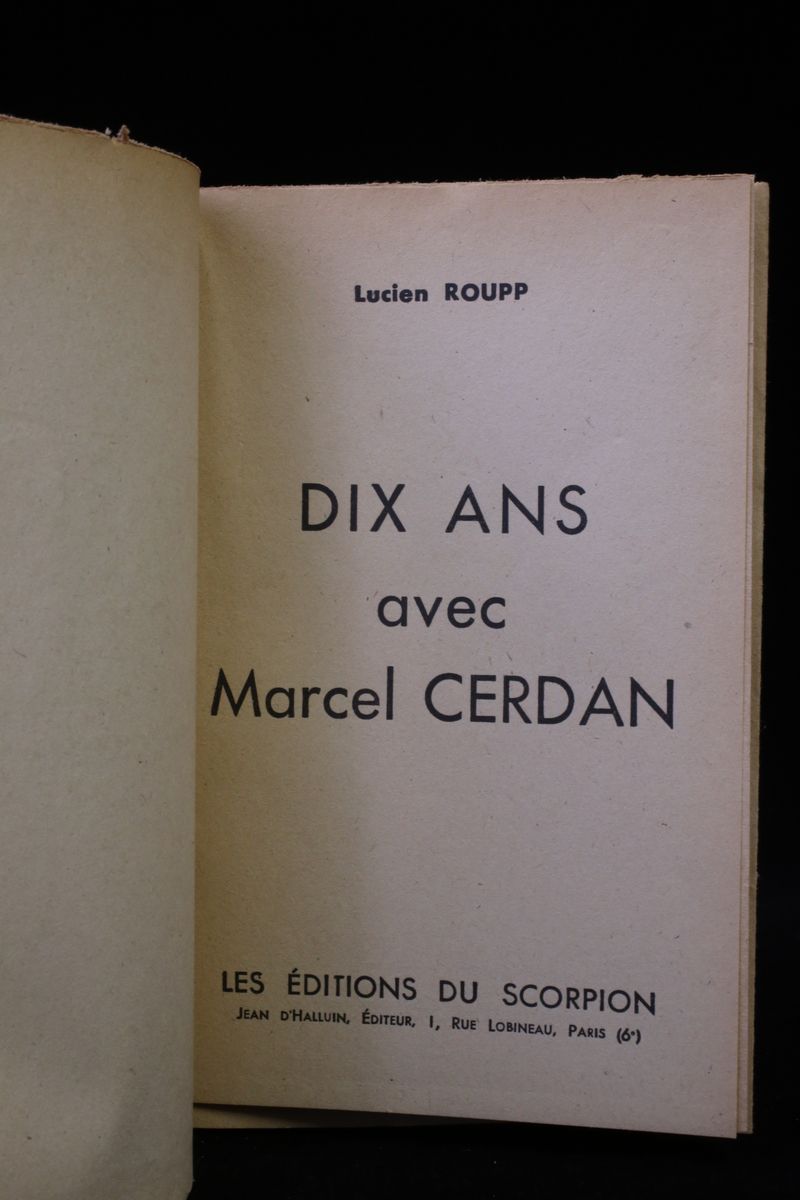 Lucien ROUPP
DIX ANS
avec
Marcel CERDAN
LES ÉDITIONS DU SCORPION
JEAN D'HALLUIN, ÉDITEUR, 1, RUE LOBINEAU, PARIS (6e)